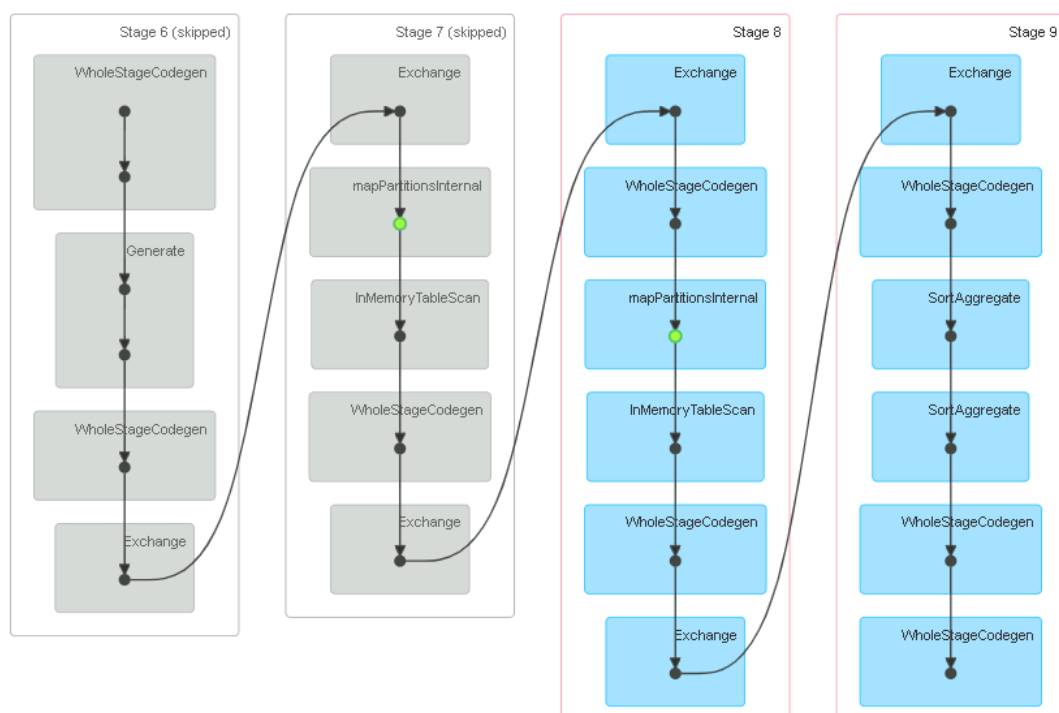 Stage 6 (skipped)
WholeStageCodegen
Generate
WholeStageCodegen
Exchange
Stage 7 (skipped)
Exchange
mapPartitionsInternal
InMemoryTableScan
WholeStageCodegen
Exchange
Stage 8
Exchange
WholeStageCodegen
mapPartitionsInternal
InMemoryTableScan
WholeStageCodegen
Exchange
Stage 9
Exchange
WholeStageCodegen
SortAggregate
SortAggregate
WholeStageCodegen
WholeStageCodegen